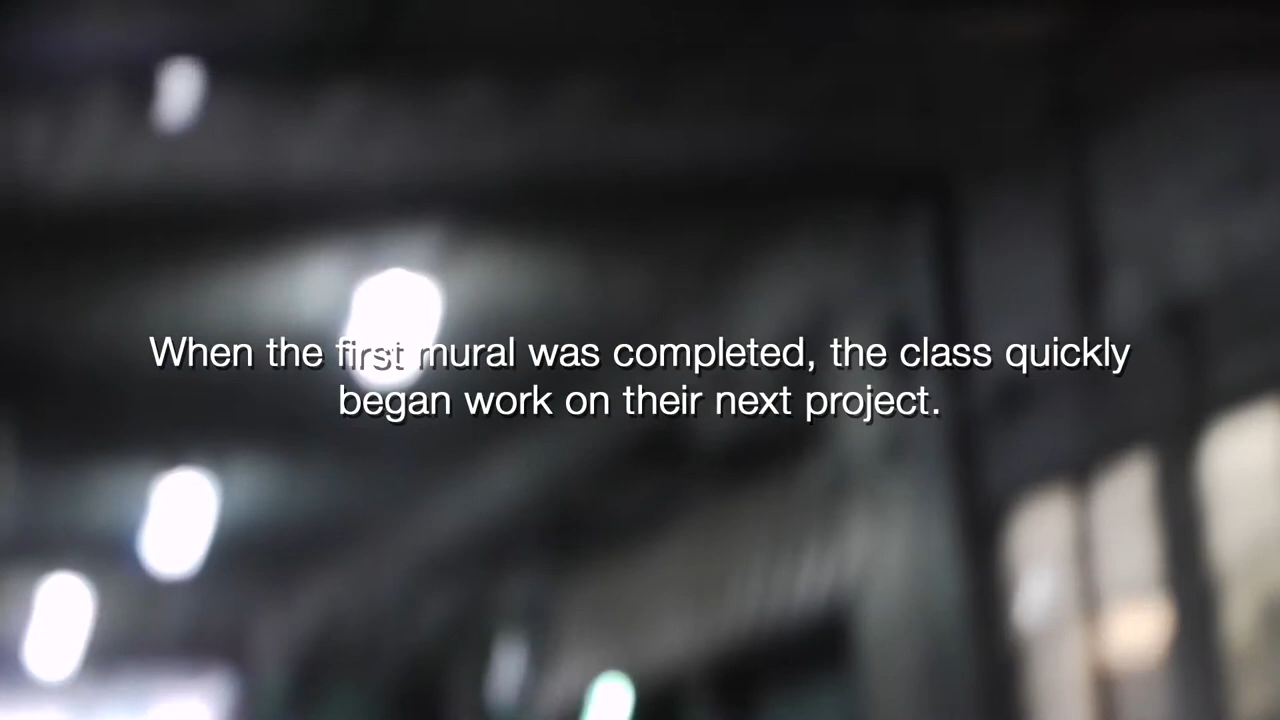 When the first mural was completed, the class quickly
began work on their next project.